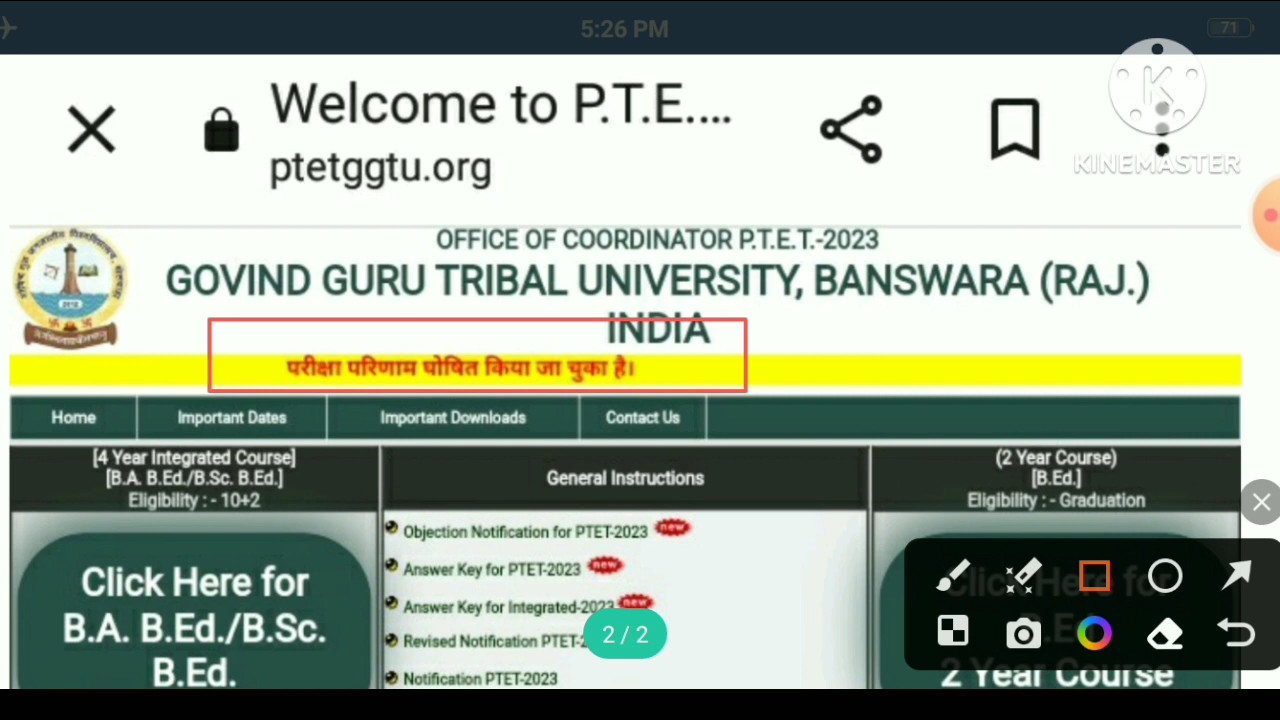 5:26 PM
71
Welcome to P.T.E....
ptetggtu.org
K
KINEMASTER
OFFICE OF COORDINATOR P.T.E.T.-2023
GOVIND GURU TRIBAL UNIVERSITY, BANSWARA (RAJ.)
INDIA
परीक्षा परिणाम घोषित किया जा चुका है।
Home
Important Dates
Important Downloads
Contact Us
[4 Year Integrated Course]
[B.A. B.Ed./B.Sc. B.Ed.]
Eligibility : - 10+2
Click Here for
B.A. B.Ed./B.Sc.
B.Ed.
General Instructions
Objection Notification for PTET-2023 new
Answer Key for PTET-2023 new
Answer Key for Integrated-2023 new
Revised Notification PTET-2
Notification PTET-2023
2 / 2
(2 Year Course)
[B.Ed.]
Eligibility : - Graduation
Click Here for
B.Ed
2 Year Course